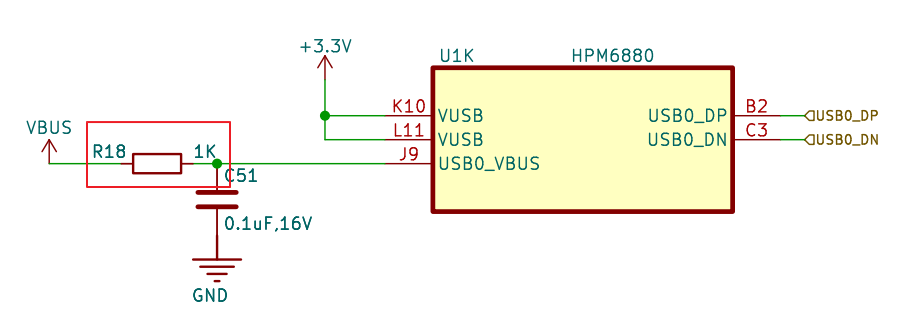 +3.3V
U1K HPM6880
K10 VUSB USB0_DP B2 USB0_DP
VBUS
L11 VUSB USB0_DN C3 USB0_DN
R18 1K
J9 USB0_VBUS
C51
0.1uF,16V
GND